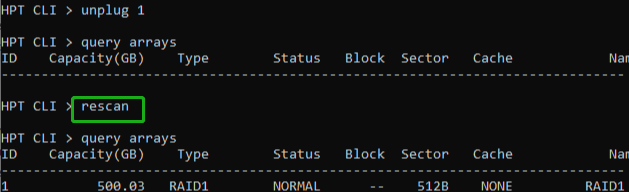 HPT CLI > unplug 1
HPT CLI > query arrays
ID Capacity(GB) Type Status Block Sector Cache
-------------------------------------------------------------------------------
HPT CLI > rescan
HPT CLI > query arrays
ID Capacity(GB) Type Status Block Sector Cache
-------------------------------------------------------------------------------
1 500.03 RAID1 NORMAL -- 512B NONE RAID1